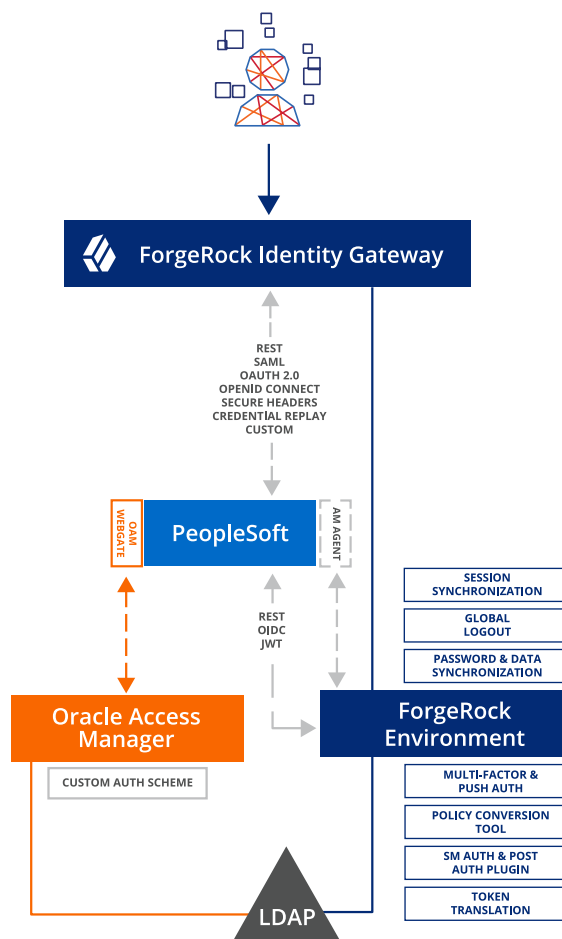 ForgeRock Identity Gateway
REST
SAML
OAUTH 2.0
OPENID CONNECT
SECURE HEADERS
CREDENTIAL REPLAY
CUSTOM
OAM
WEBGATE
PeopleSoft
AM AGENT
REST
OIDC
JWT
SESSION
SYNCHRONIZATION
GLOBAL
LOGOUT
PASSWORD & DATA
SYNCHRONIZATION
Oracle Access
Manager
CUSTOM AUTH SCHEME
ForgeRock
Environment
MULTI-FACTOR &
PUSH AUTH
POLICY CONVERSION
TOOL
SM AUTH & POST
AUTH PLUGIN
TOKEN
TRANSLATION
LDAP